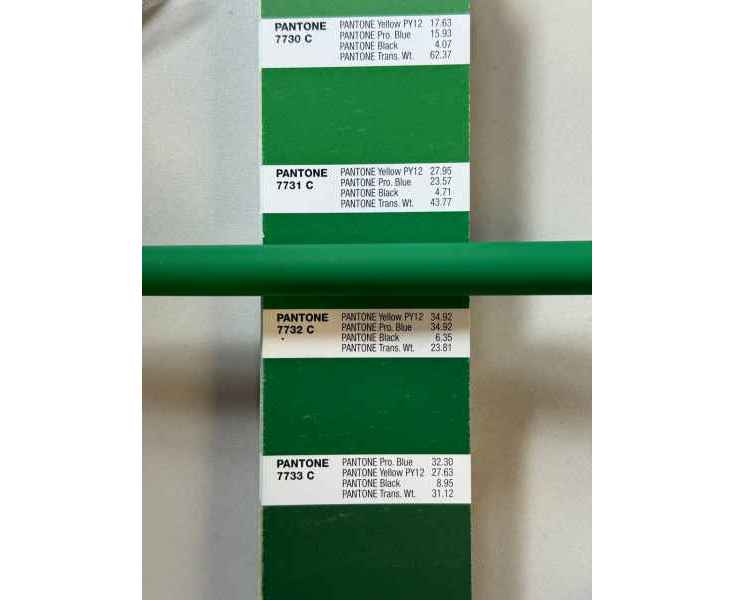 PANTONE
7730 C
PANTONE Yellow PY12 17.63
PANTONE Pro. Blue 15.93
PANTONE Black 4.07
PANTONE Trans. Wt. 62.37
PANTONE
7731 C
PANTONE Yellow PY12 27.95
PANTONE Pro. Blue 23.57
PANTONE Black 4.71
PANTONE Trans. Wt. 43.77
PANTONE
7732 C
PANTONE Yellow PY12 34.92
PANTONE Pro. Blue 34.92
PANTONE Black 6.35
PANTONE Trans. Wt. 23.81
PANTONE
7733 C
PANTONE Pro. Blue 32.30
PANTONE Yellow PY12 27.63
PANTONE Black 8.95
PANTONE Trans. Wt. 31.12